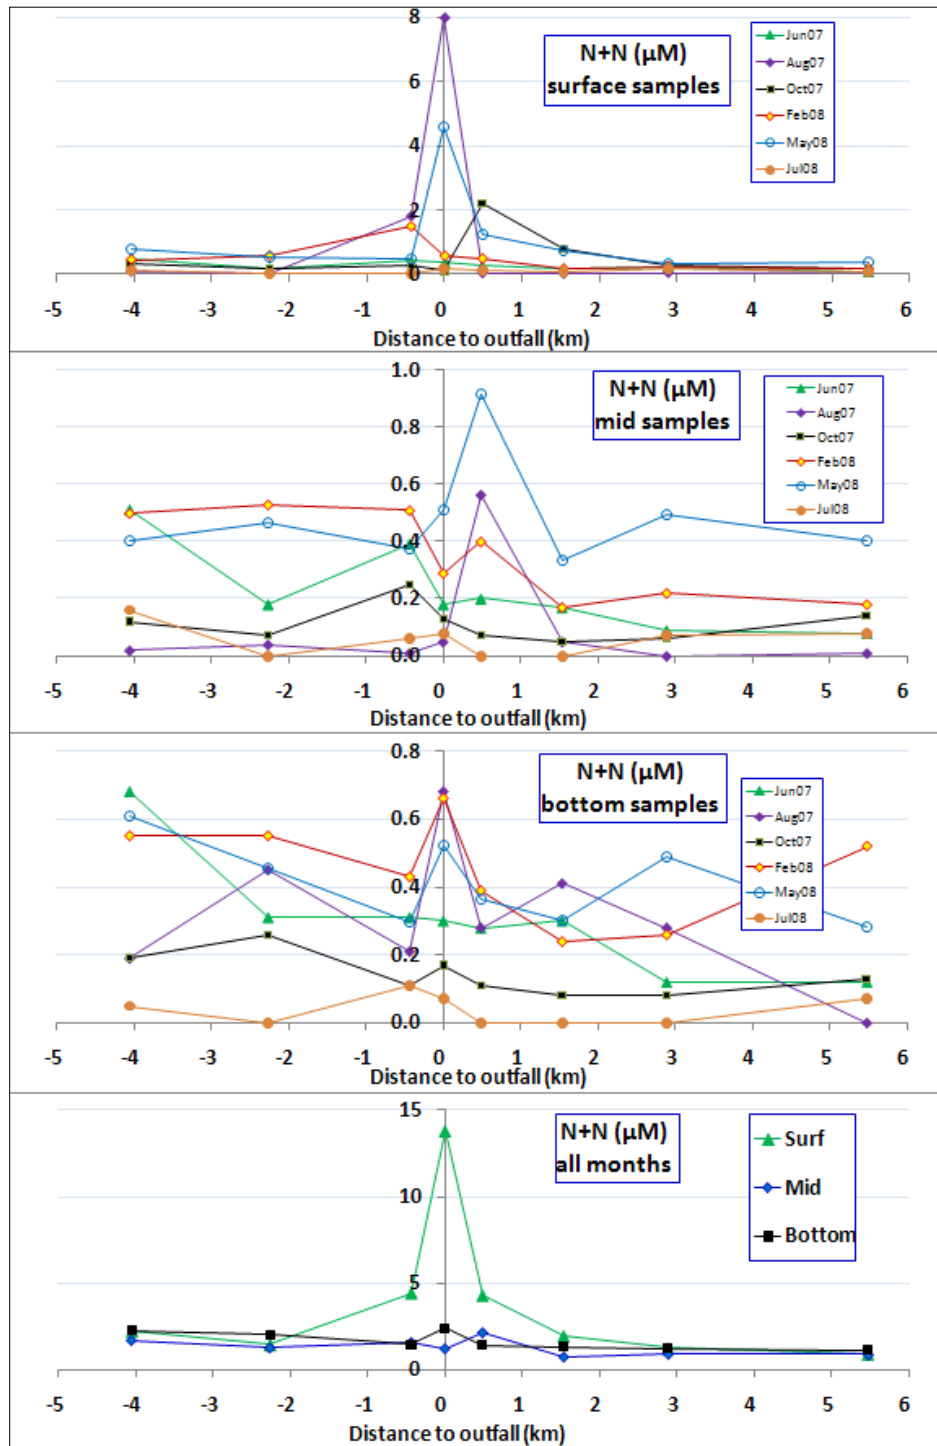 8
N+N (µM)
surface samples
Jun07
Aug07
Oct07
Feb08
May08
Jul08
6
4
2
0
-5 -4 -3 -2 -1 0 1 2 3 4 5 6
Distance to outfall (km)
1.0
N+N (µM)
mid samples
Jun07
Aug07
Oct07
Feb08
May08
Jul08
0.8
0.6
0.4
0.2
0.0
-5 -4 -3 -2 -1 0 1 2 3 4 5 6
Distance to outfall (km)
0.8
N+N (µM)
bottom samples
Jun07
Aug07
Oct07
Feb08
May08
Jul08
0.6
0.4
0.2
0.0
-5 -4 -3 -2 -1 0 1 2 3 4 5 6
Distance to outfall (km)
15
N+N (µM)
all months
Surf
Mid
Bottom
10
5
0
-5 -4 -3 -2 -1 0 1 2 3 4 5 6
Distance to outfall (km)